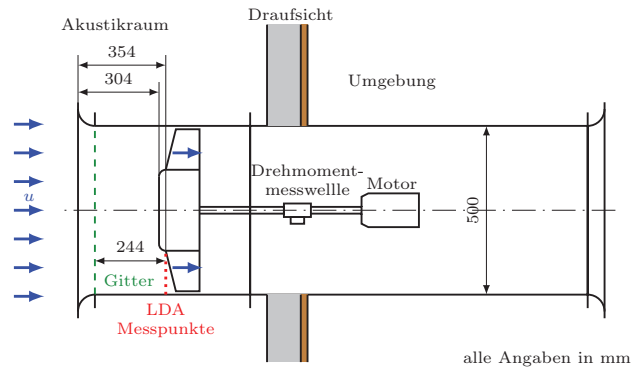 Draufsicht
Akustikraum
354
304
Umgebung
u
Drehmoment-
messwellle
Motor
500
244
Gitter
LDA
Messpunkte
alle Angaben in mm